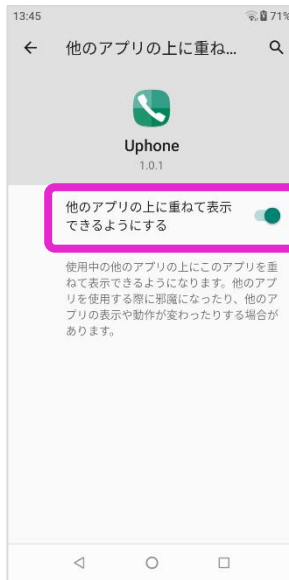 13:45 71%
他のアプリの上に重ね...
Uphone
1.0.1
他のアプリの上に重ねて表示
できるようにする
使用中の他のアプリの上にこのアプリを重
ねて表示できるようになります。他のアプ
リを使用する際に邪魔になったり、他のア
プリの表示や動作が変わったりする場合が
あります。